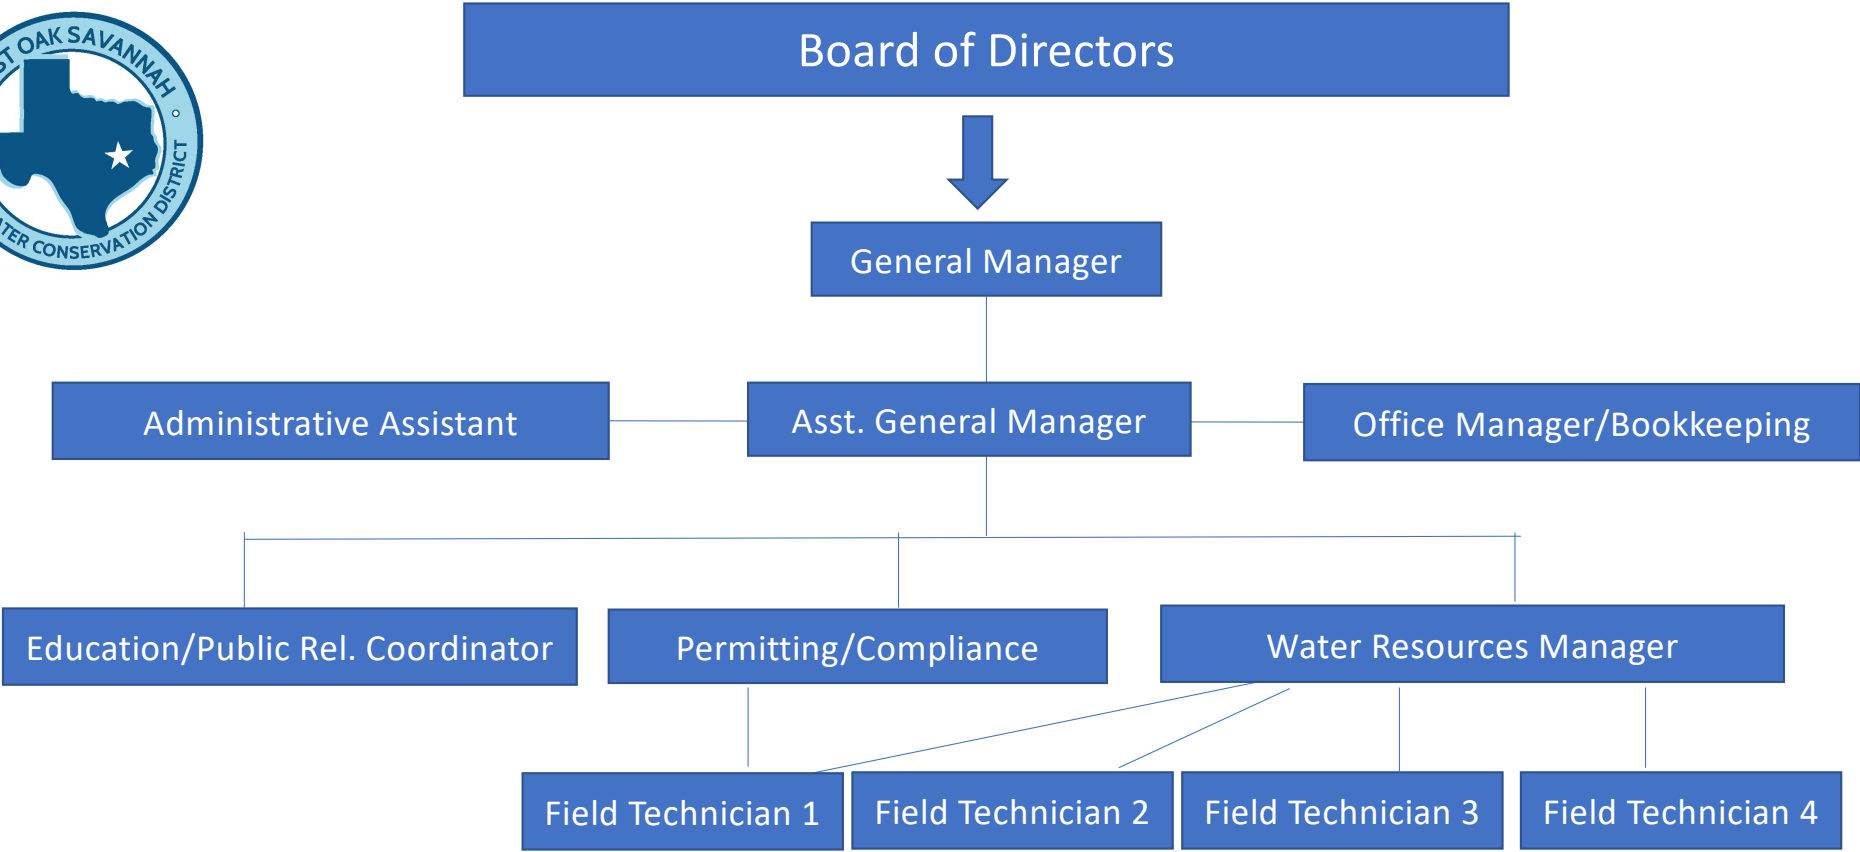 OAK SAVANNAH
CONSERVATION DISTRICT
Board of Directors
General Manager
Administrative Assistant
Asst. General Manager
Office Manager/Bookkeeping
Education/Public Rel. Coordinator
Permitting/Compliance
Water Resources Manager
Field Technician 1
Field Technician 2
Field Technician 3
Field Technician 4